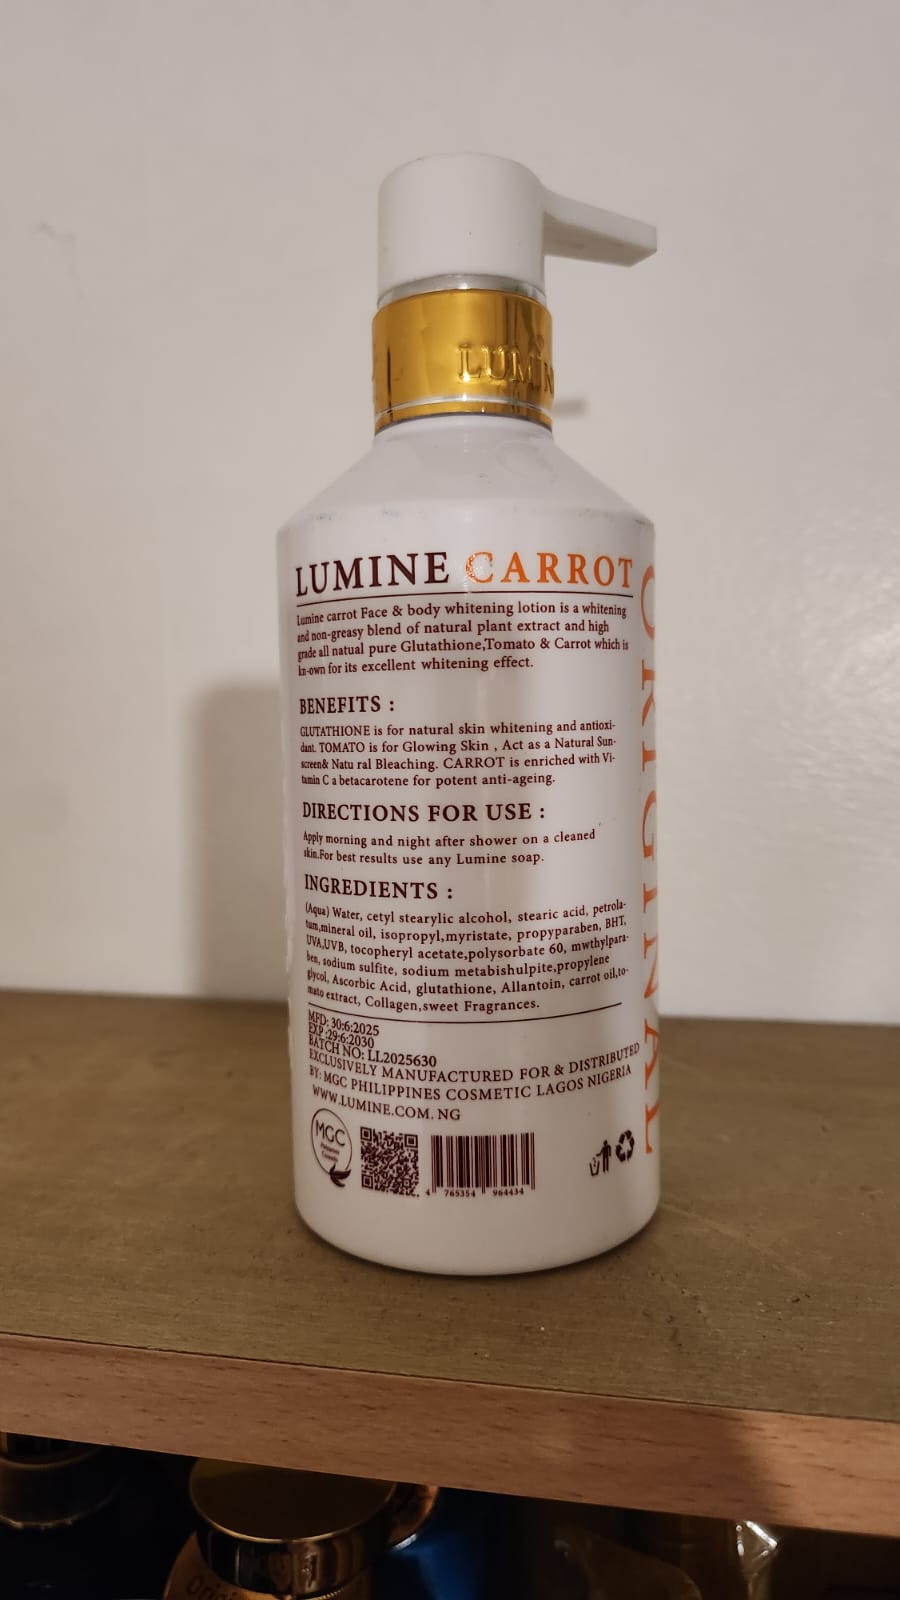 LUMIN
LUMINE CARROT
Lumine carrot Face & body whitening lotion is a whitening
and non-greasy blend of natural plant extract and high
grade all natual pure Glutathione,Tomato & Carrot which is
kn-own for its excellent whitening effect.
BENEFITS :
GLUTATHIONE is for natural skin whitening and antioxi-
dant. TOMATO is for Glowing Skin , Act as a Natural Sun-
screen& Natu ral Bleaching. CARROT is enriched with Vi-
tamin C a betacarotene for potent anti-ageing.
DIRECTIONS FOR USE :
Apply morning and night after shower on a cleaned
skin.For best results use any Lumine soap.
INGREDIENTS :
(Aqua) Water, cetyl stearylic alcohol, stearic acid, petrola-
tum,mineral oil, isopropyl,myristate, propyparaben, BHT,
UVA,UVB, tocopheryl acetate,polysorbate 60, mwthylpara-
ben, sodium sulfite, sodium metabishulpite,propylene
glycol, Ascorbic Acid, glutathione, Allantoin, carrot oil,to-
mato extract, Collagen,sweet Fragrances.
MFD: 30:6:2025
EXP :29:6:2030
BATCH NO: LL2025630
EXCLUSIVELY MANUFACTURED FOR & DISTRIBUTED
BY: MGC PHILIPPINES COSMETIC LAGOS NIGERIA
WWW.LUMINE.COM. NG
MGC
4 765354 964434
ORIGINAL